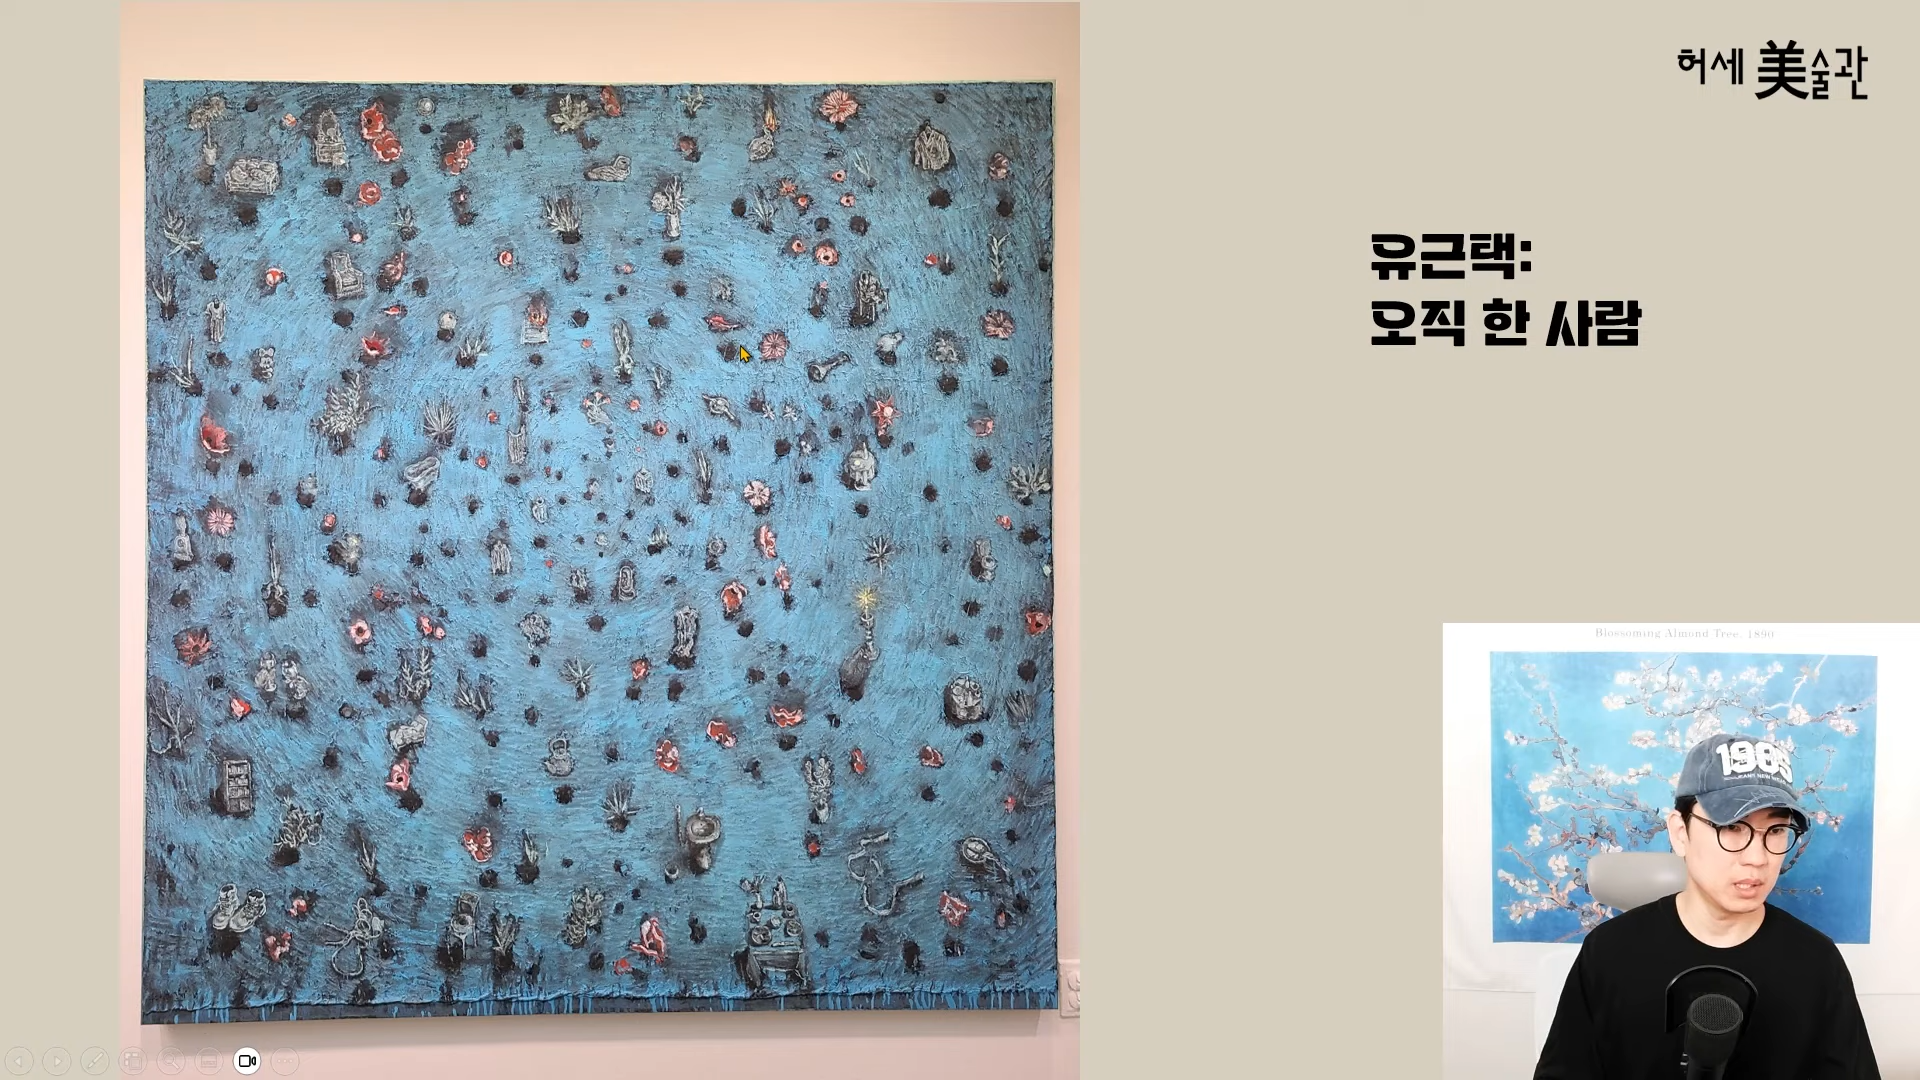 허세 美술관
유근택:
오직 한 사람
Blossoming Almond Tree, 1890
1985